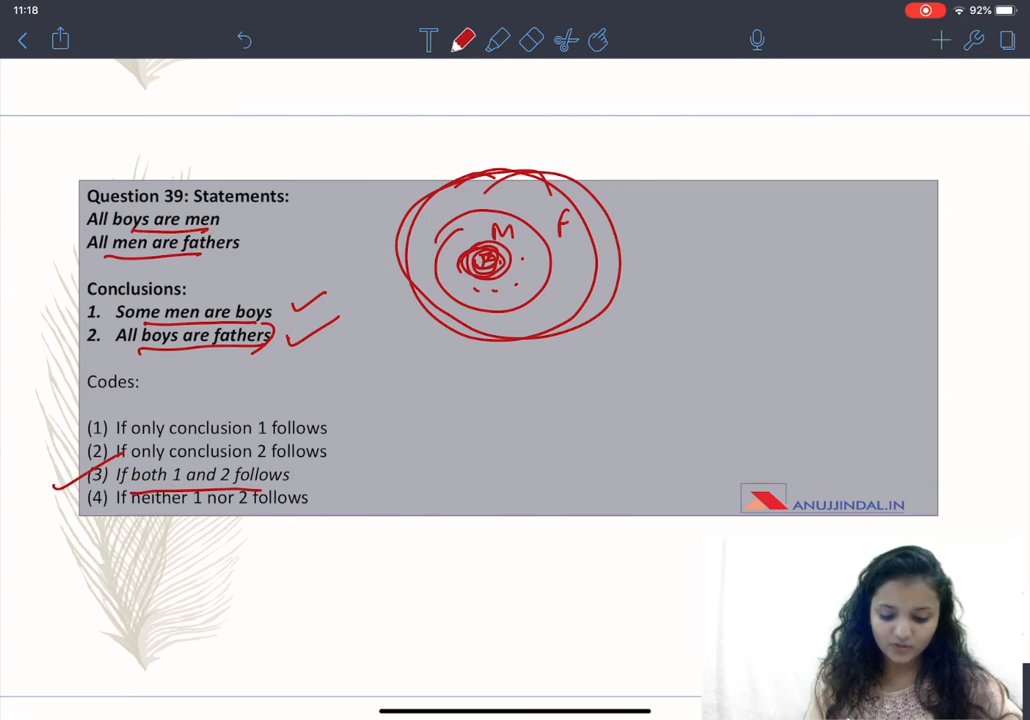 11:18
92%
T
Question 39: Statements:
All boys are men
All men are fathers
M
F
B
Conclusions:
1. Some men are boys
2. All boys are fathers
Codes:
(1) If only conclusion 1 follows
(2) If only conclusion 2 follows
(3) If both 1 and 2 follows
(4) If neither 1 nor 2 follows
ANUJJINDAL.IN